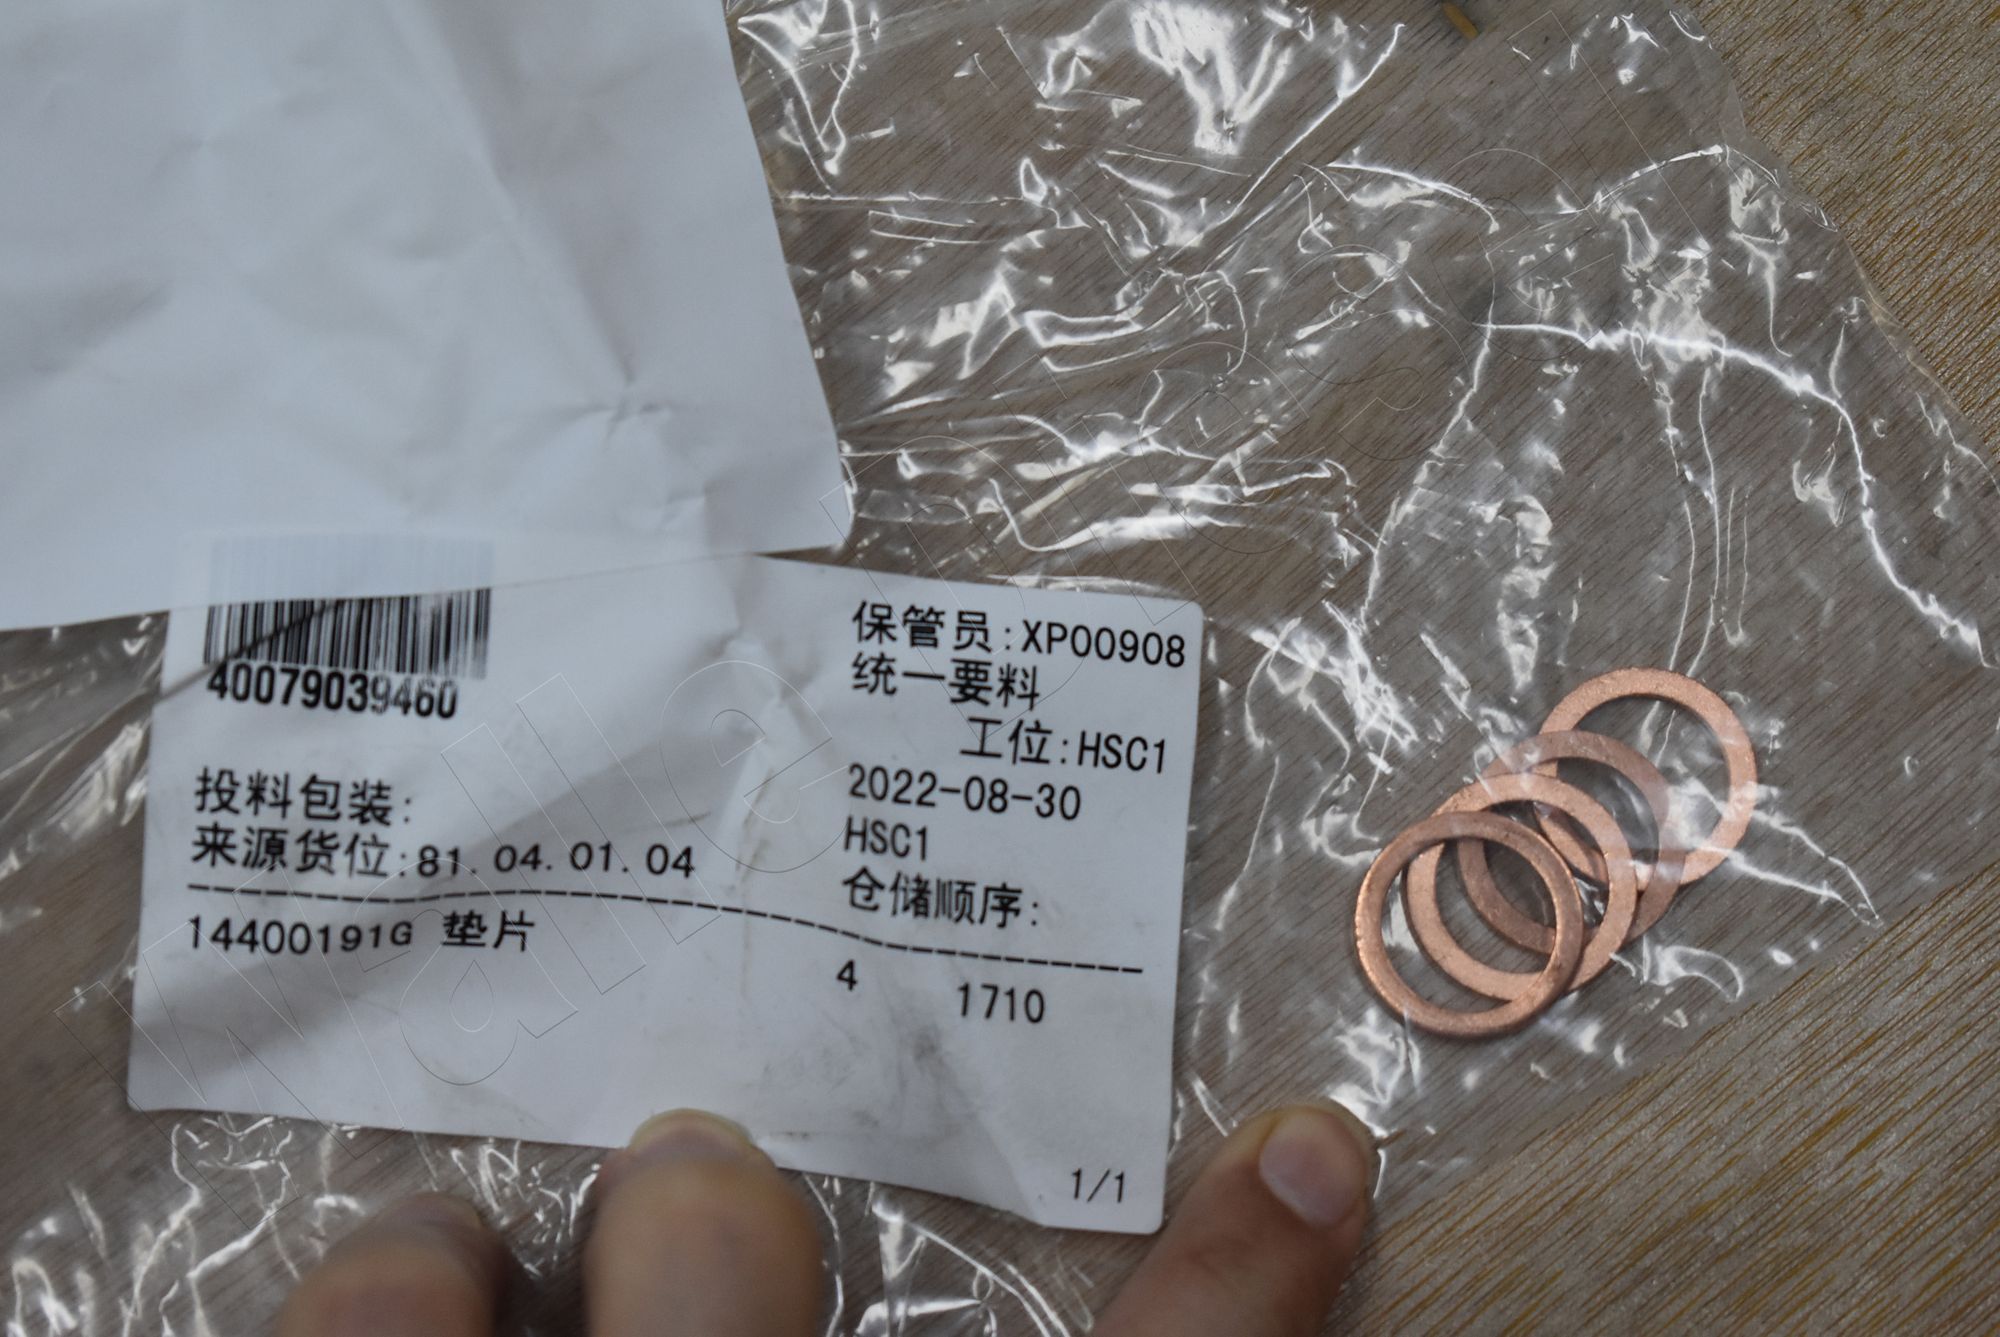 40079039460
保管员:XP00908
统一要料
工位:HSC1
投料包装:
2022-08-30
来源货位:81.04.01.04
HSC1
仓储顺序:
14400191G 垫片
4 1710
1/1